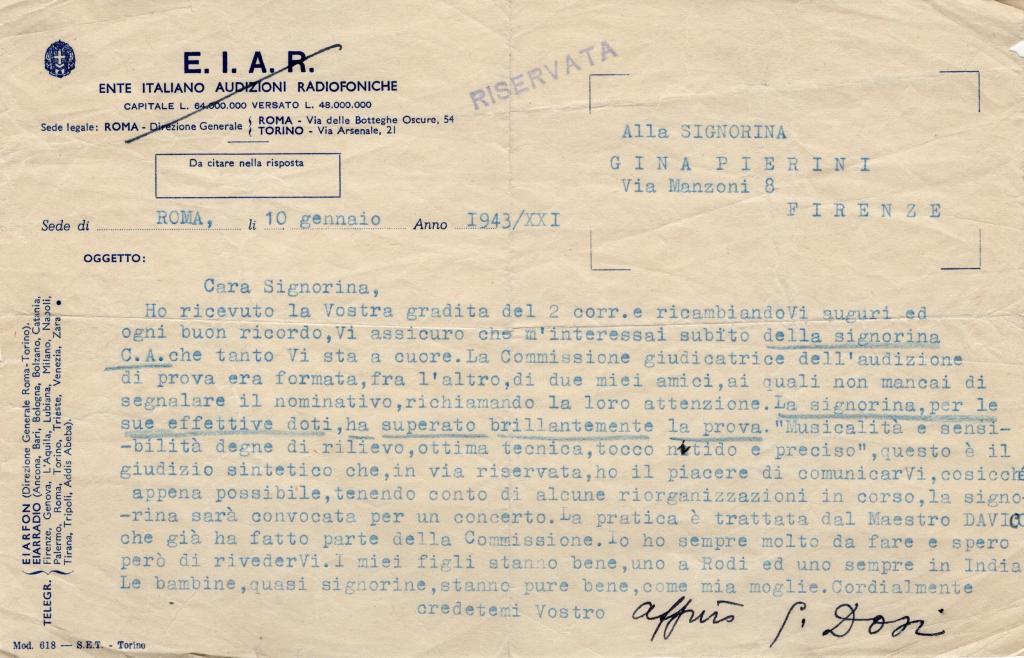 E. I. A. R.
ENTE ITALIANO AUDIZIONI RADIOFONICHE
CAPITALE L. 64.000.000 VERSATO L. 48.000.000
Sede legale: ROMA - Direzione Generale { ROMA - Via delle Botteghe Oscure, 54
TORINO - Via Arsenale, 21
RISERVATA
Da citare nella risposta
Alla SIGNORINA
GINA PIERINI
Via Manzoni 8
FIRENZE
Sede di ROMA, li 10 gennaio Anno 1943/XXI
OGGETTO:
Cara Signorina,
Ho ricevuto la Vostra gradita del 2 corr.e ricambiandoVi auguri ed
ogni buon ricordo,Vi assicuro che m'interessai subito della signorina
C.A.che tanto Vi sta a cuore.La Commissione giudicatrice dell'audizione
di prova era formata,fra l'altro,di due miei amici,ai quali non mancai di
segnalare il nominativo,richiamando la loro attenzione.La signorina,per le
sue effettive doti,ha superato brillantemente la prova."Musicalità e sensi-
-bilità degne di rilievo,ottima tecnica,tocco nitido e preciso",questo è il
giudizio sintetico che,in via riservata,ho il piacere di comunicarVi,cosicché
appena possibile,tenendo conto di alcune riorganizzazioni in corso,la signo-
-rina sarà convocata per un concerto.La pratica è trattata dal Maestro DAVICO
che già ha fatto parte della Commissione.Io ho sempre molto da fare e spero
però di rivederVi.I miei figli stanno bene,uno a Rodi ed uno sempre in India
Le bambine,quasi signorine,stanno pure bene,come mia moglie.Cordialmente
credetemi Vostro
G. Dosi
TELEGR. { EIARFON (Direzione Generale Roma-Torino).
EIARRADIO (Ancona, Bari, Bologna, Bolzano, Catania,
Firenze, Genova, L'Aquila, Lubiana, Milano, Napoli,
Palermo, Roma, Torino, Trieste, Venezia, Zara
Tirana, Tripoli, Addis Abeba).
Mod. 618 — S.E.T. - Torino